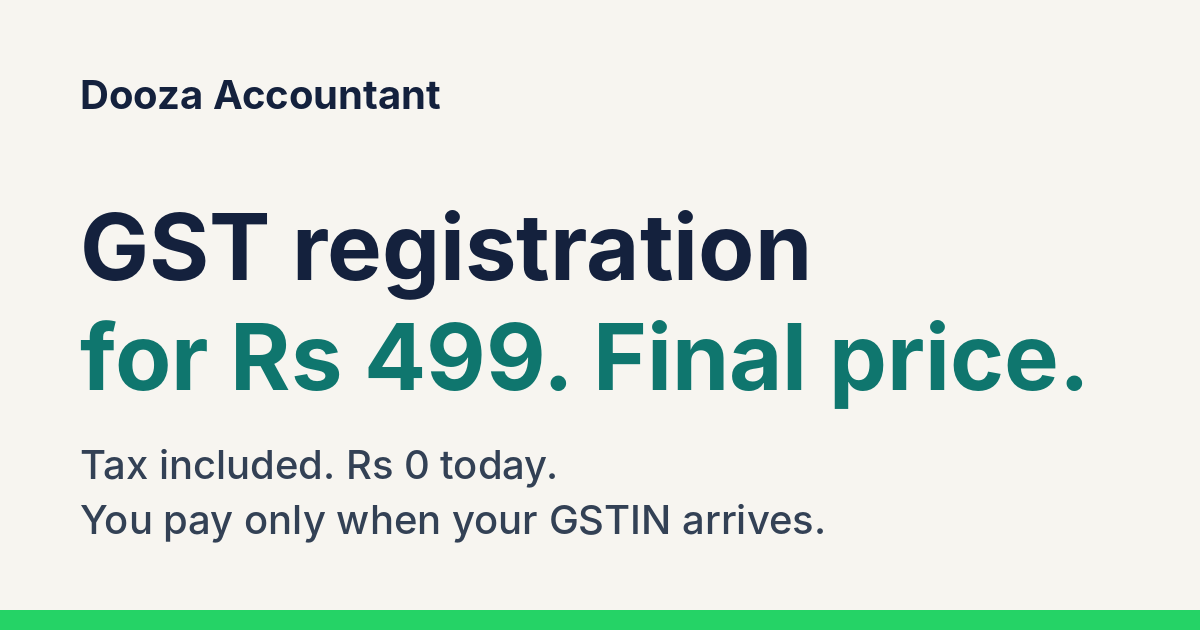 Dooza Accountant
GST registration
for Rs 499. Final price.
Tax included. Rs 0 today.
You pay only when your GSTIN arrives.